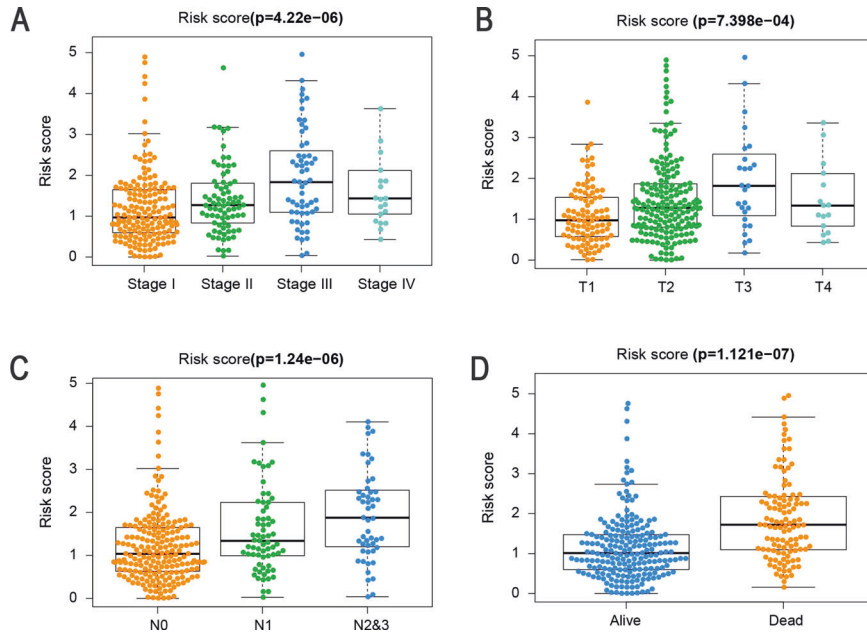 A
Risk score(p=4.22e−06)
Risk score
5
4
3
2
1
0
Stage I Stage II Stage III Stage IV
B
Risk score (p=7.398e−04)
Risk score
5
4
3
2
1
0
T1 T2 T3 T4
C
Risk score(p=1.24e−06)
Risk score
5
4
3
2
1
0
N0 N1 N2&3
D
Risk score (p=1.121e−07)
Risk score
5
4
3
2
1
0
Alive Dead